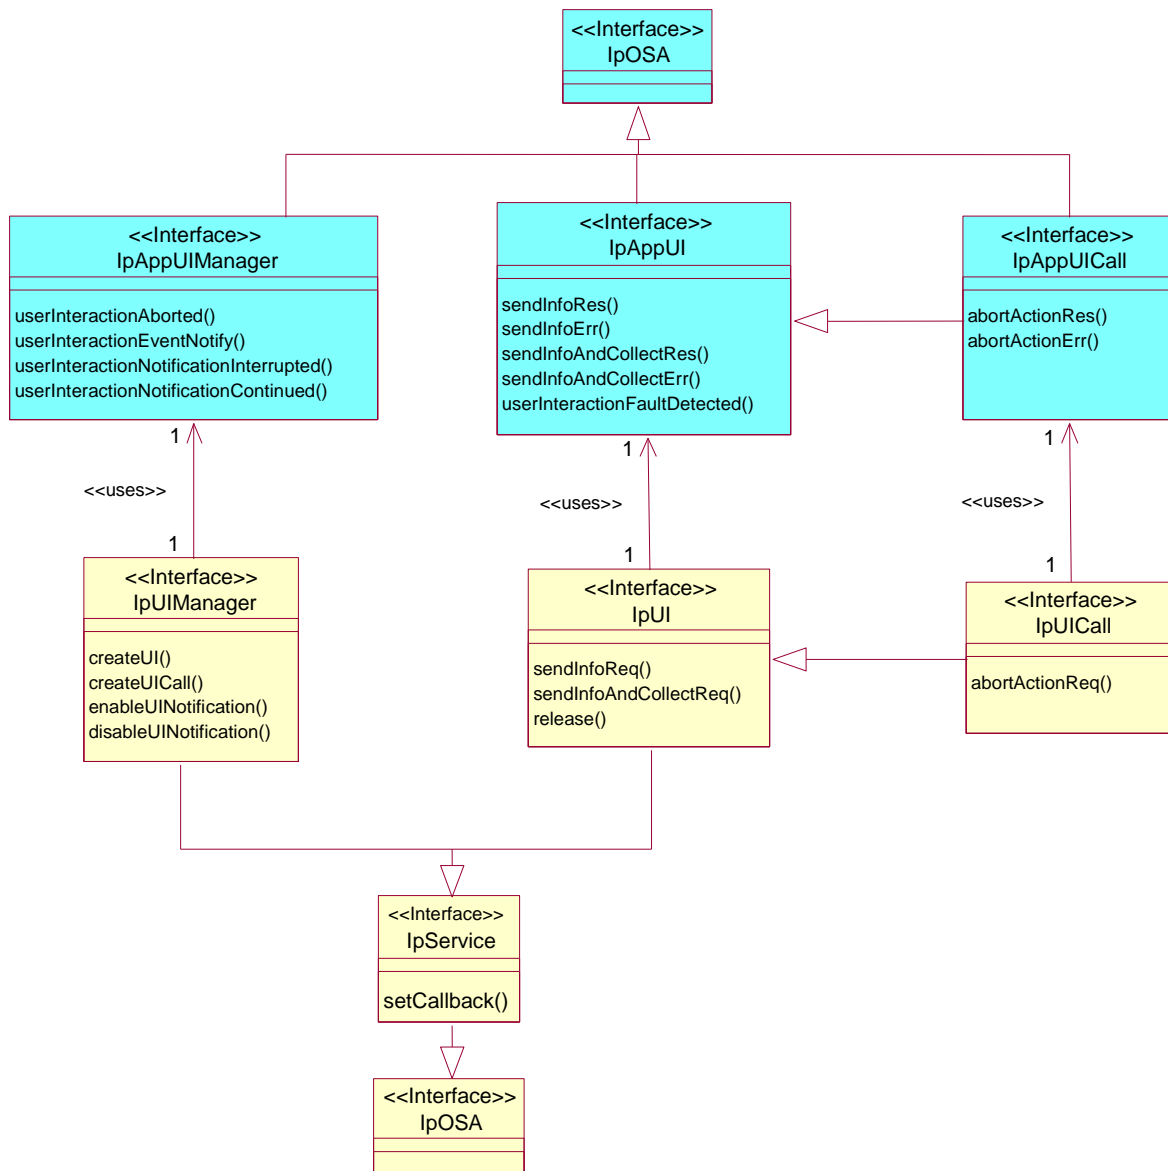 <<Interface>>
IpOSA
<<Interface>>
IpAppUIManager
userInteractionAborted()
userInteractionEventNotify()
userInteractionNotificationInterrupted()
userInteractionNotificationContinued()
<<Interface>>
IpAppUI
sendInfoRes()
sendInfoErr()
sendInfoAndCollectRes()
sendInfoAndCollectErr()
userInteractionFaultDetected()
<<Interface>>
IpAppUICall
abortActionRes()
abortActionErr()
1
<<uses>>
1
1
<<uses>>
1
1
<<uses>>
1
<<Interface>>
IpUIManager
createUI()
createUICall()
enableUINotification()
disableUINotification()
<<Interface>>
IpUI
sendInfoReq()
sendInfoAndCollectReq()
release()
<<Interface>>
IpUICall
abortActionReq()
<<Interface>>
IpService
setCallback()
<<Interface>>
IpOSA